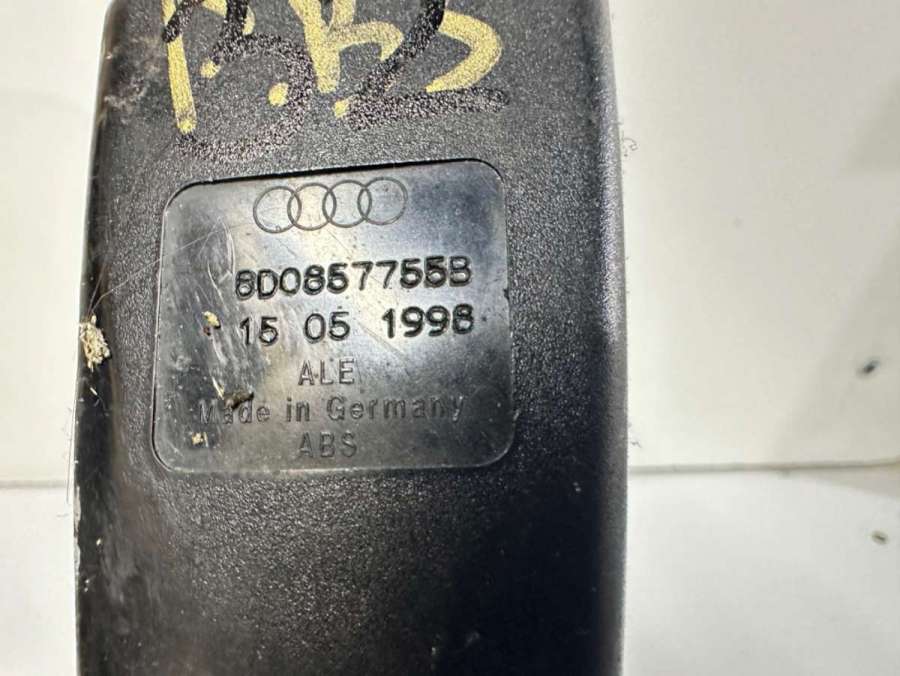 8D0857755B
15 05 1998
ALE
Made in Germany
ABS